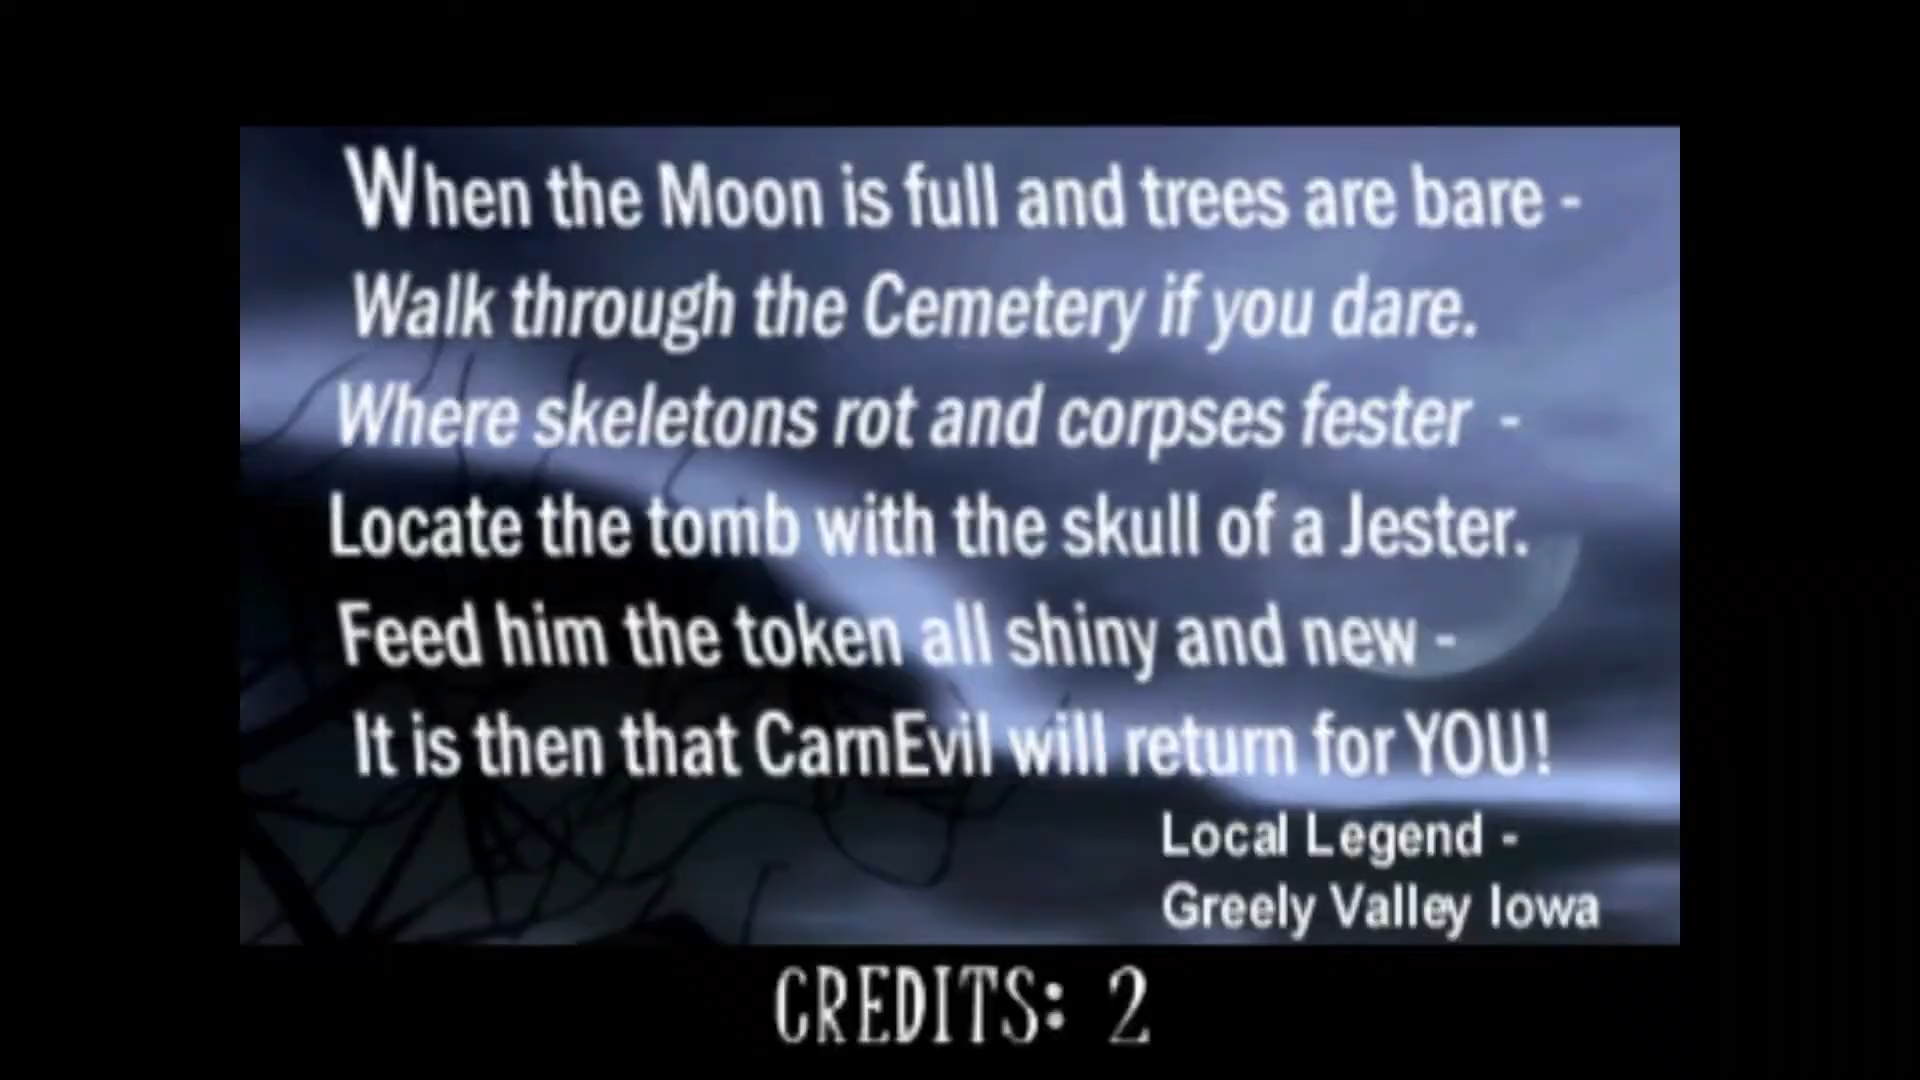 When the Moon is full and trees are bare -
Walk through the Cemetery if you dare.
Where skeletons rot and corpses fester -
Locate the tomb with the skull of a Jester.
Feed him the token all shiny and new -
It is then that CarnEvil will return for YOU!
Local Legend -
Greely Valley Iowa
CREDITS: 2